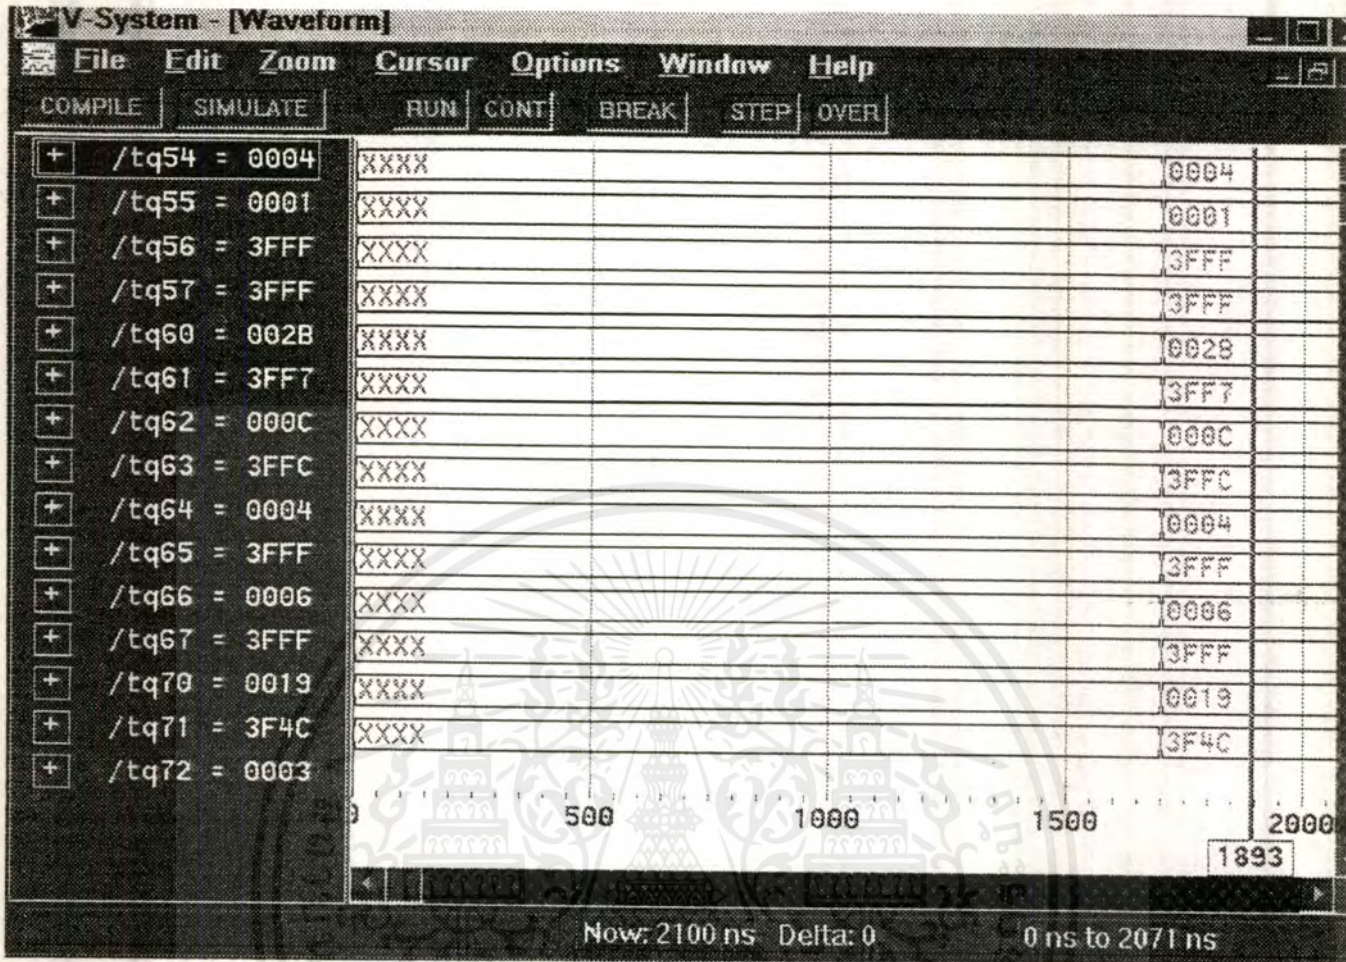 V-System - [Waveform]
File Edit Zoom Cursor Options Window Help
COMPILE SIMULATE RUN CONT BREAK STEP OVER
+ /tq54 = 0004 XXXX 0004
+ /tq55 = 0001 XXXX 0001
+ /tq56 = 3FFF XXXX 3FFF
+ /tq57 = 3FFF XXXX 3FFF
+ /tq60 = 002B XXXX 002B
+ /tq61 = 3FF7 XXXX 3FF7
+ /tq62 = 000C XXXX 000C
+ /tq63 = 3FFC XXXX 3FFC
+ /tq64 = 0004 XXXX 0004
+ /tq65 = 3FFF XXXX 3FFF
+ /tq66 = 0006 XXXX 0006
+ /tq67 = 3FFF XXXX 3FFF
+ /tq70 = 0019 XXXX 0019
+ /tq71 = 3F4C XXXX 3F4C
+ /tq72 = 0003
0 500 1000 1500 2000
1893
Now: 2100 ns Delta: 0 0 ns to 2071 ns